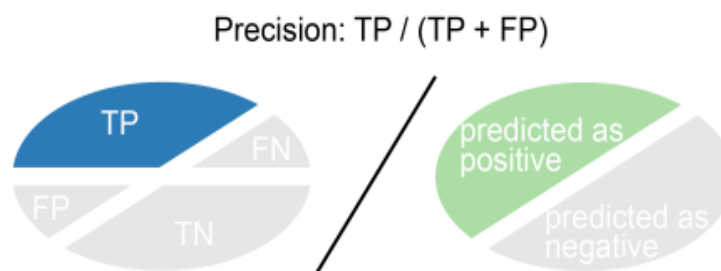 Precision: TP / (TP + FP)
TP
FN
FP
TN
predicted as
positive
predicted as
negative